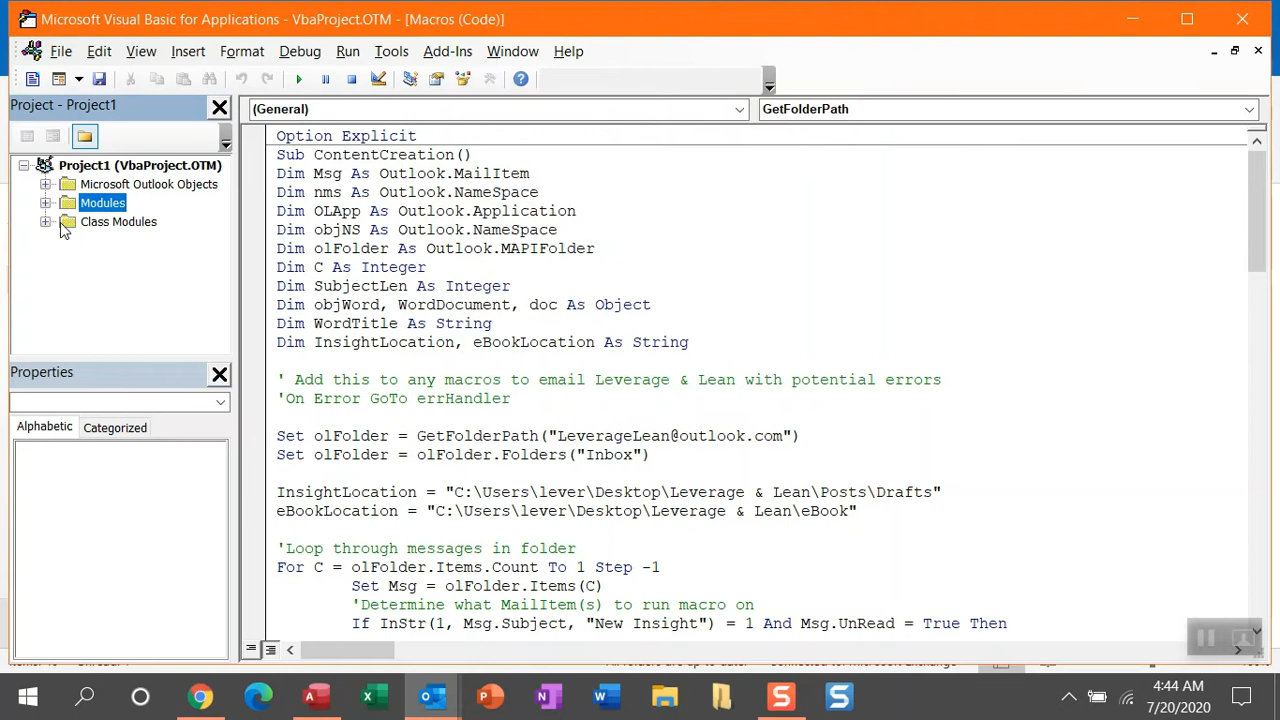 Microsoft Visual Basic for Applications - VbaProject.OTM - [Macros (Code)]
File Edit View Insert Format Debug Run Tools Add-Ins Window Help
Project - Project1
(General)
GetFolderPath
Project1 (VbaProject.OTM)
Microsoft Outlook Objects
Modules
Class Modules
Properties
Alphabetic Categorized
Option Explicit
Sub ContentCreation()
Dim Msg As Outlook.MailItem
Dim nms As Outlook.NameSpace
Dim OLApp As Outlook.Application
Dim objNS As Outlook.NameSpace
Dim olFolder As Outlook.MAPIFolder
Dim C As Integer
Dim SubjectLen As Integer
Dim objWord, WordDocument, doc As Object
Dim WordTitle As String
Dim InsightLocation, eBookLocation As String
' Add this to any macros to email Leverage & Lean with potential errors
'On Error GoTo errHandler
Set olFolder = GetFolderPath("LeverageLean@outlook.com")
Set olFolder = olFolder.Folders("Inbox")
InsightLocation = "C:\Users\lever\Desktop\Leverage & Lean\Posts\Drafts"
eBookLocation = "C:\Users\lever\Desktop\Leverage & Lean\eBook"
'Loop through messages in folder
For C = olFolder.Items.Count To 1 Step -1
Set Msg = olFolder.Items(C)
'Determine what MailItem(s) to run macro on
If InStr(1, Msg.Subject, "New Insight") = 1 And Msg.UnRead = True Then
4:44 AM
7/20/2020